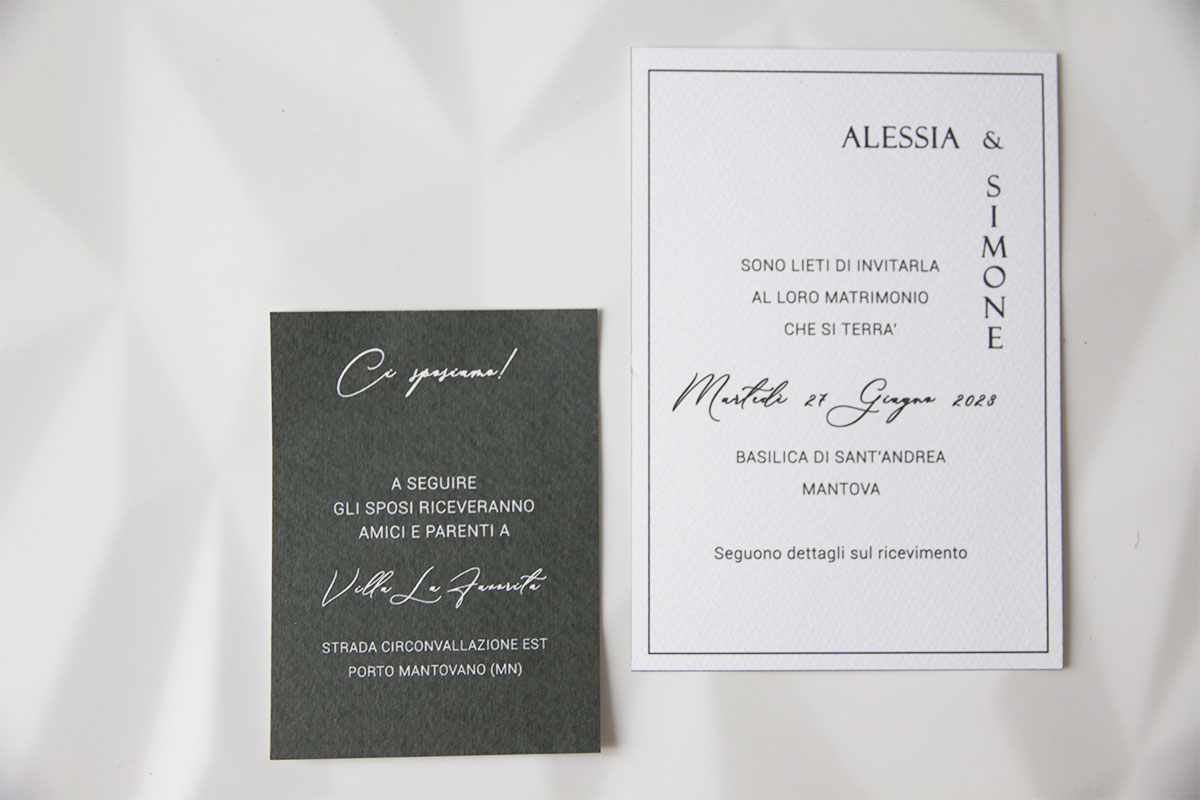 Ci sposiamo!
A SEGUIRE
GLI SPOSI RICEVERANNO
AMICI E PARENTI A
Villa La Favorita
STRADA CIRCONVALLAZIONE EST
PORTO MANTOVANO (MN)
ALESSIA &
SIMONE
SONO LIETI DI INVITARLA
AL LORO MATRIMONIO
CHE SI TERRA'
Martedì 27 Giugno 2023
BASILICA DI SANT'ANDREA
MANTOVA
Seguono dettagli sul ricevimento